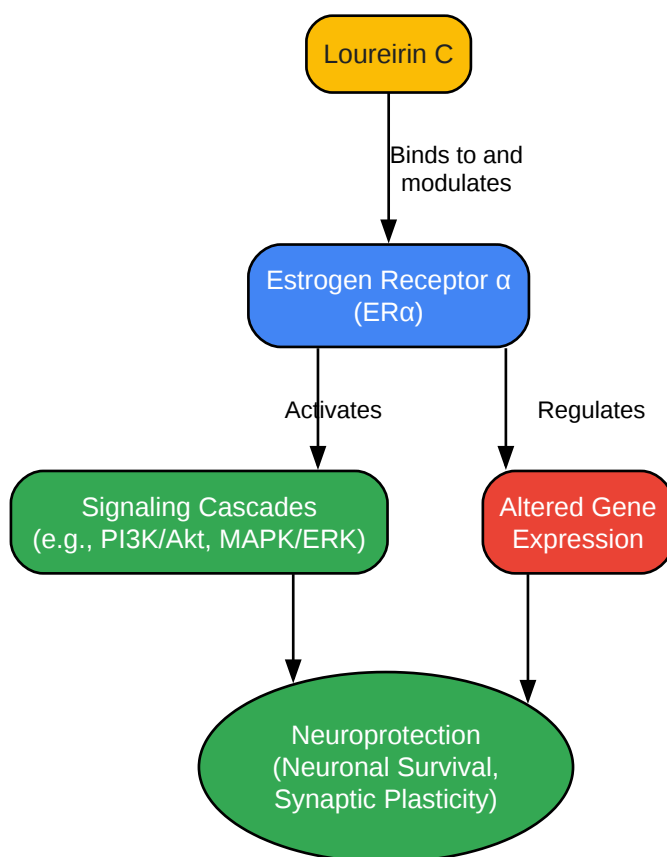 Loureirin C
Binds to and
modulates
Estrogen Receptor α
(ERα)
Activates
Regulates
Signaling Cascades
(e.g., PI3K/Akt, MAPK/ERK)
Altered Gene
Expression
Neuroprotection
(Neuronal Survival,
Synaptic Plasticity)